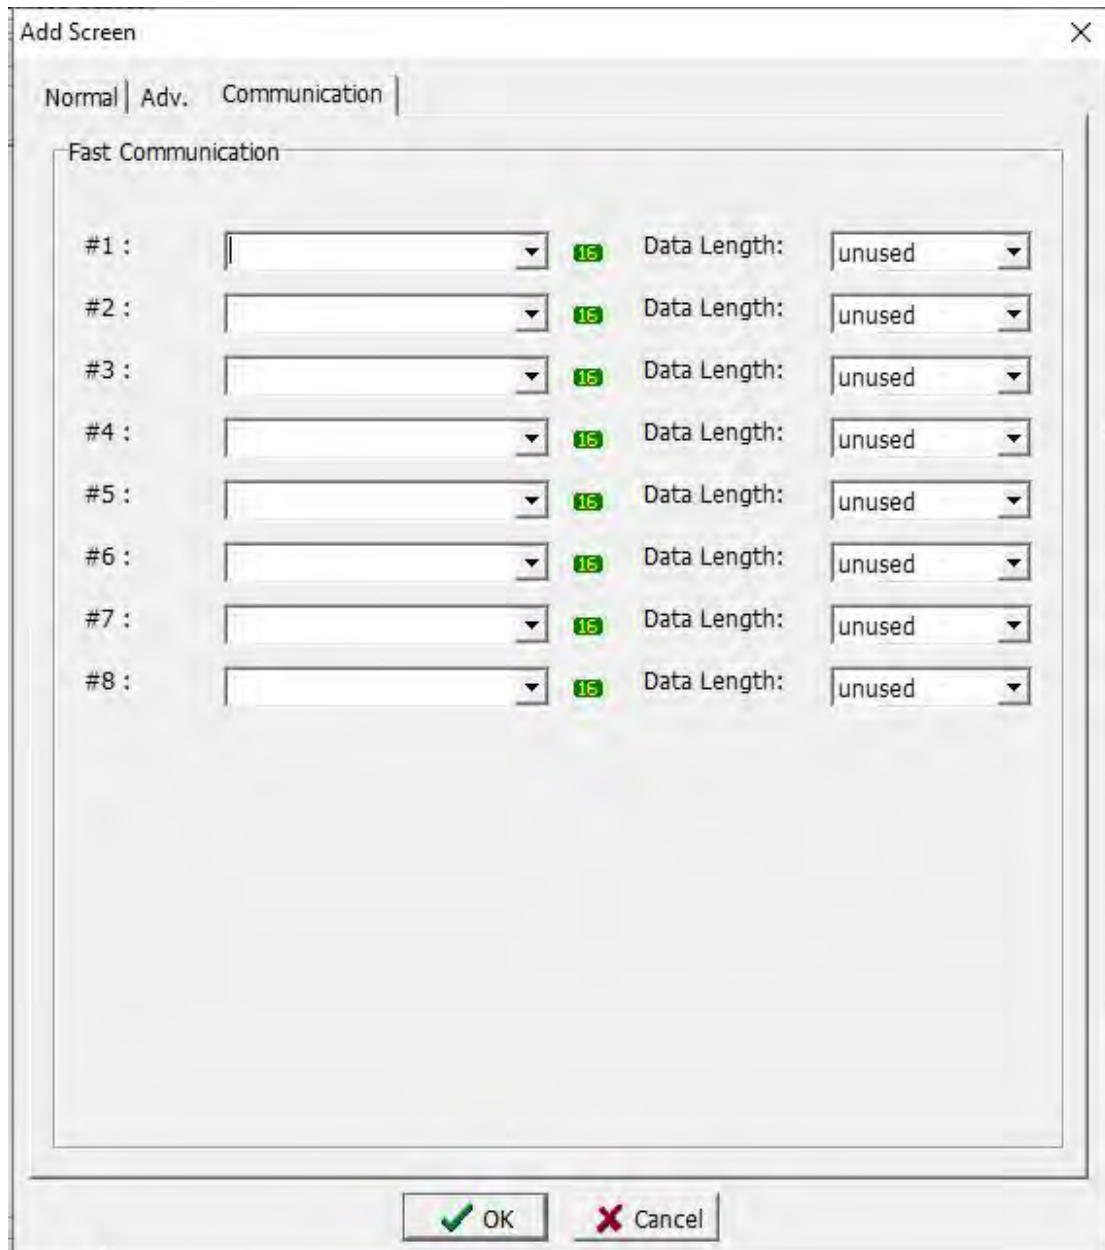 Add Screen
Normal Adv. Communication
Fast Communication
#1 : 16 Data Length: unused
#2 : 16 Data Length: unused
#3 : 16 Data Length: unused
#4 : 16 Data Length: unused
#5 : 16 Data Length: unused
#6 : 16 Data Length: unused
#7 : 16 Data Length: unused
#8 : 16 Data Length: unused
OK Cancel